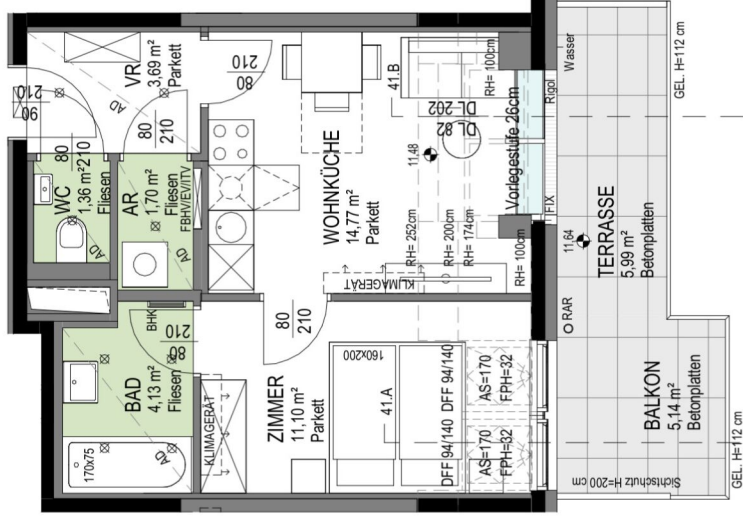 VR
3,69 m²
Parkett
AD
90
210
80
210
80
210
WC
1,36 m²
Fliesen
AD
80
210
AR
1,70 m²
Fliesen
FBHV/EV/ITV
AD
WOHNKÜCHE
14,77 m²
Parkett
41.B
RH= 100cm
DL 202
DL 82
11,48
Vorlegestufe 26cm
RH= 252cm
RH= 200cm
RH= 174cm
RH= 100cm
KLIMAGERÄT
Wasser
Rigol
FIX
GEL. H=112 cm
TERRASSE
5,99 m²
Betonplatten
11,64
RAR
BHK
80
210
BAD
4,13 m²
Fliesen
AD
170x75
KLIMAGERÄT
80
210
ZIMMER
11,10 m²
Parkett
160x200
41.A
DFF 94/140
DFF 94/140
AS=170
FPH=32
AS=170
FPH=32
BALKON
5,14 m²
Betonplatten
Sichtschutz H=200 cm
GEL. H=112 cm